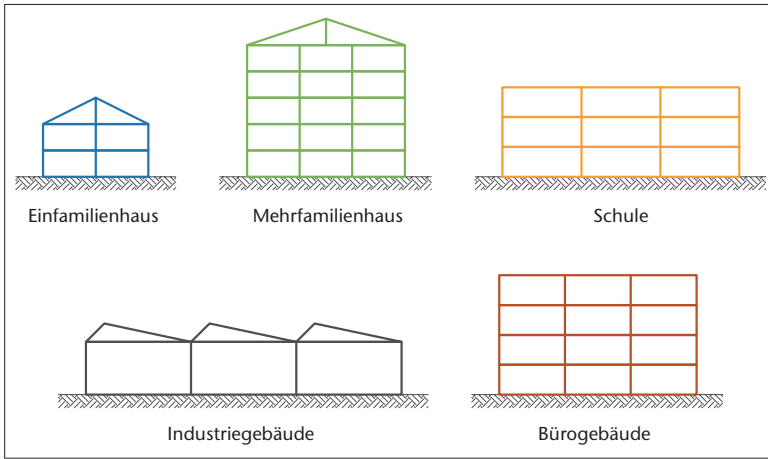 Einfamilienhaus
Mehrfamilienhaus
Schule
Industriegebäude
Bürogebäude